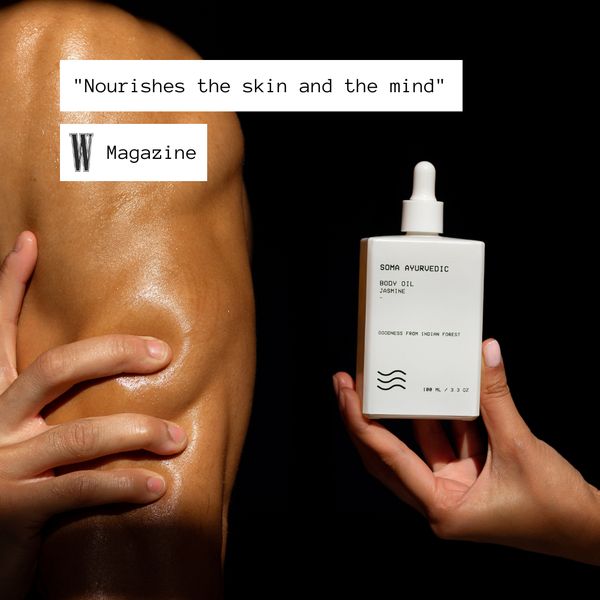 "Nourishes the skin and the mind"
W Magazine
SOMA AYURVEDIC
BODY OIL
JASMINE
-
GOODNESS FROM INDIAN FOREST
100 ML / 3.3 OZ